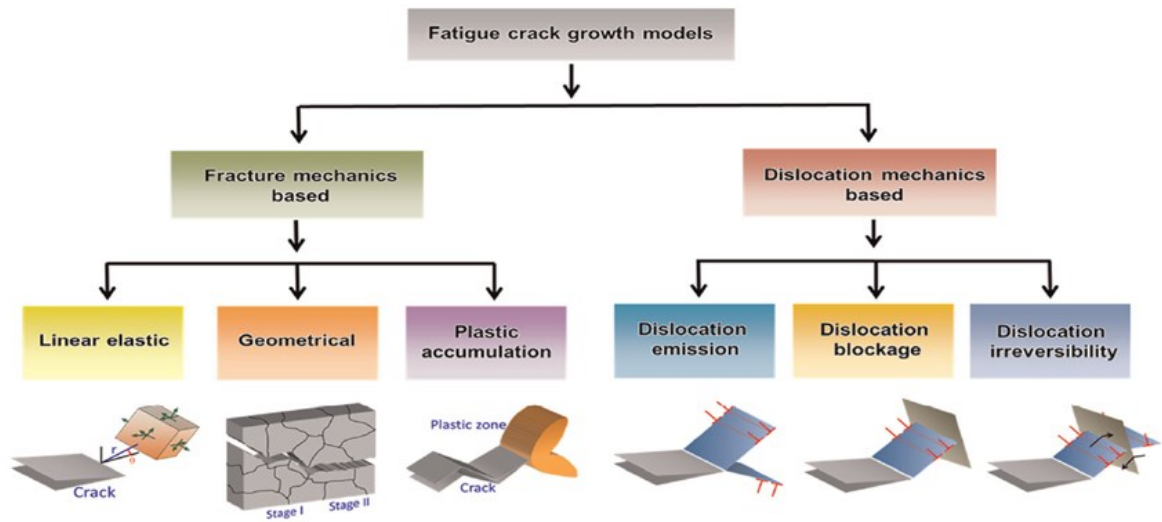 Fatigue crack growth models
Fracture mechanics
based
Dislocation mechanics
based
Linear elastic
Geometrical
Plastic
accumulation
Dislocation
emission
Dislocation
blockage
Dislocation
irreversibility
r
θ
Crack
Stage I
Stage II
Plastic zone
Crack